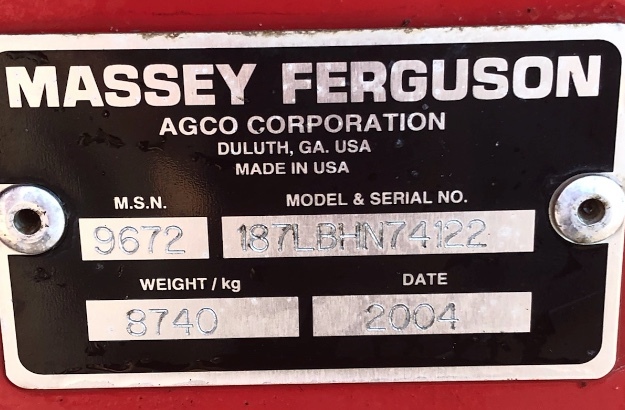 MASSEY FERGUSON
AGCO CORPORATION
DULUTH, GA. USA
MADE IN USA
M.S.N. MODEL & SERIAL NO.
9672 187LBHN74122
WEIGHT / kg DATE
8740 2004